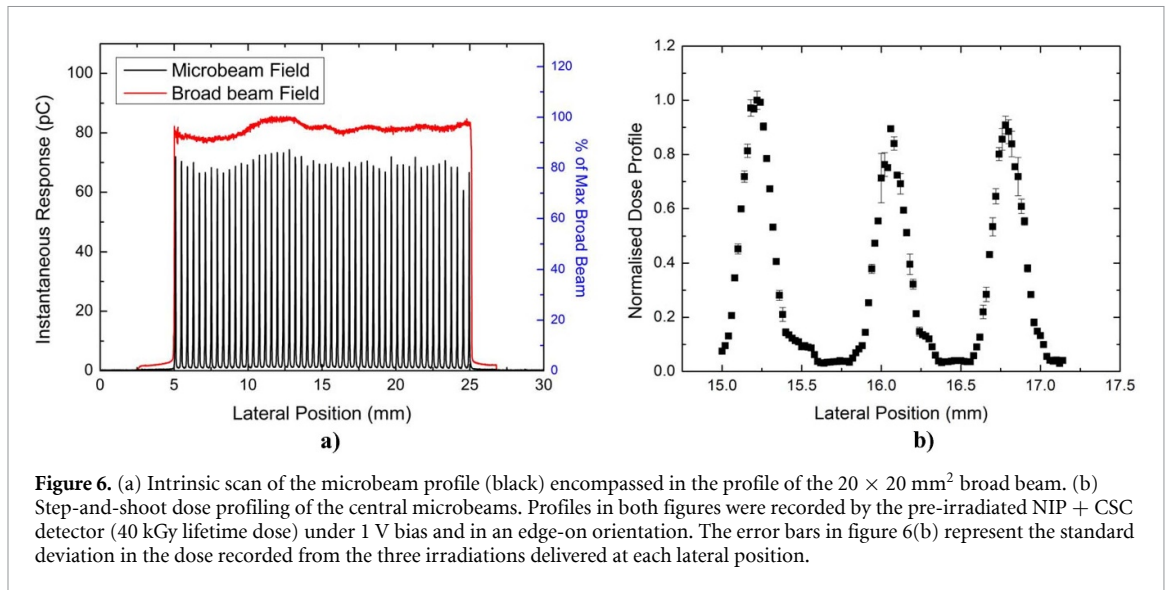 Microbeam Field
Broad beam Field
Instantaneous Response (pC)
100
80
60
40
20
0
0 5 10 15 20 25 30
Lateral Position (mm)
% of Max Broad Beam
120
100
80
60
40
20
0
a)
Normalised Dose Profile
1.2
1.0
0.8
0.6
0.4
0.2
0.0
15.0 15.5 16.0 16.5 17.0 17.5
Lateral Position (mm)
b)
Figure 6. (a) Intrinsic scan of the microbeam profile (black) encompassed in the profile of the 20 × 20 mm² broad beam. (b)
Step-and-shoot dose profiling of the central microbeams. Profiles in both figures were recorded by the pre-irradiated NIP + CSC
detector (40 kGy lifetime dose) under 1 V bias and in an edge-on orientation. The error bars in figure 6(b) represent the standard
deviation in the dose recorded from the three irradiations delivered at each lateral position.